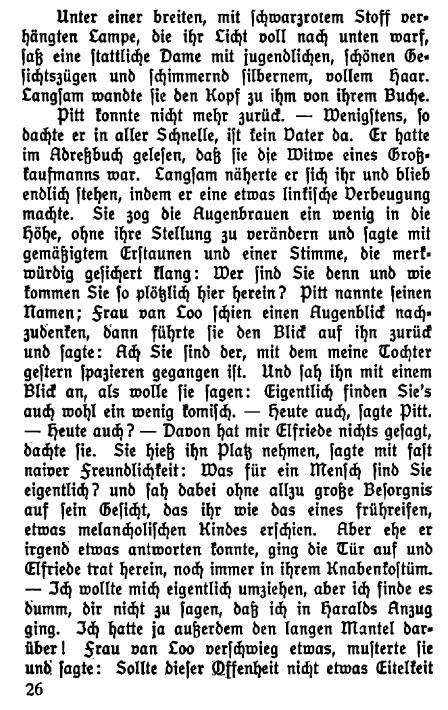 Unter einer breiten, mit schwarzrotem Stoff ver-
hängten Lampe, die ihr Licht voll nach unten warf,
saß eine stattliche Dame mit jugendlichen, schönen Ge-
sichtszügen und schimmernd silbernem, vollem Haar.
Langsam wandte sie den Kopf zu ihm von ihrem Buche.
Pitt konnte nicht mehr zurück. — Wenigstens, so
dachte er in aller Schnelle, ist kein Vater da. Er hatte
im Adreßbuch gelesen, daß sie die Witwe eines Groß-
kaufmanns war. Langsam näherte er sich ihr und blieb
endlich stehen, indem er eine etwas linkische Verbeugung
machte. Sie zog die Augenbrauen ein wenig in die
Höhe, ohne ihre Stellung zu verändern und sagte mit
gemäßigtem Erstaunen und einer Stimme, die merk-
würdig gesichert klang: Wer sind Sie denn und wie
kommen Sie so plötzlich hier herein? Pitt nannte seinen
Namen; Frau van Loo schien einen Augenblick nach-
zudenken, dann führte sie den Blick auf ihn zurück
und sagte: Ach Sie sind der, mit dem meine Tochter
gestern spazieren gegangen ist. Und sah ihn mit einem
Blick an, als wolle sie sagen: Eigentlich finden Sie's
auch wohl ein wenig komisch. — Heute auch, sagte Pitt.
— Heute auch? — Davon hat mir Elfriede nichts gesagt,
dachte sie. Sie hieß ihn Platz nehmen, sagte mit fast
naiver Freundlichkeit: Was für ein Mensch sind Sie
eigentlich? und sah dabei ohne allzu große Besorgnis
auf sein Gesicht, das ihr wie das eines frühreifen,
etwas melancholischen Kindes erschien. Aber ehe er
irgend etwas antworten konnte, ging die Tür auf und
Elfriede trat herein, noch immer in ihrem Knabenkostüm.
— Ich wollte mich eigentlich umziehen, aber ich finde es
dumm, dir nicht zu sagen, daß ich in Haralds Anzug
ging. Ich hatte ja außerdem den langen Mantel dar-
über! Frau van Loo verschwieg etwas, musterte sie
und sagte: Sollte dieser Offenheit nicht etwas Eitelkeit
26